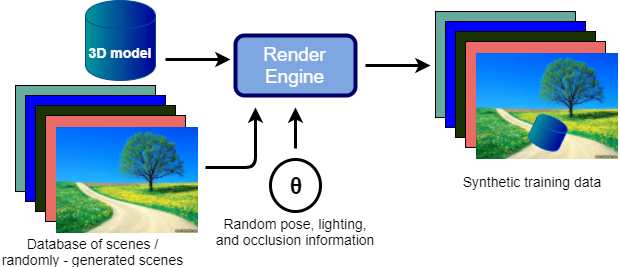 3D model
Render
Engine
θ
Random pose, lighting,
and occlusion information
Database of scenes /
randomly - generated scenes
Synthetic training data